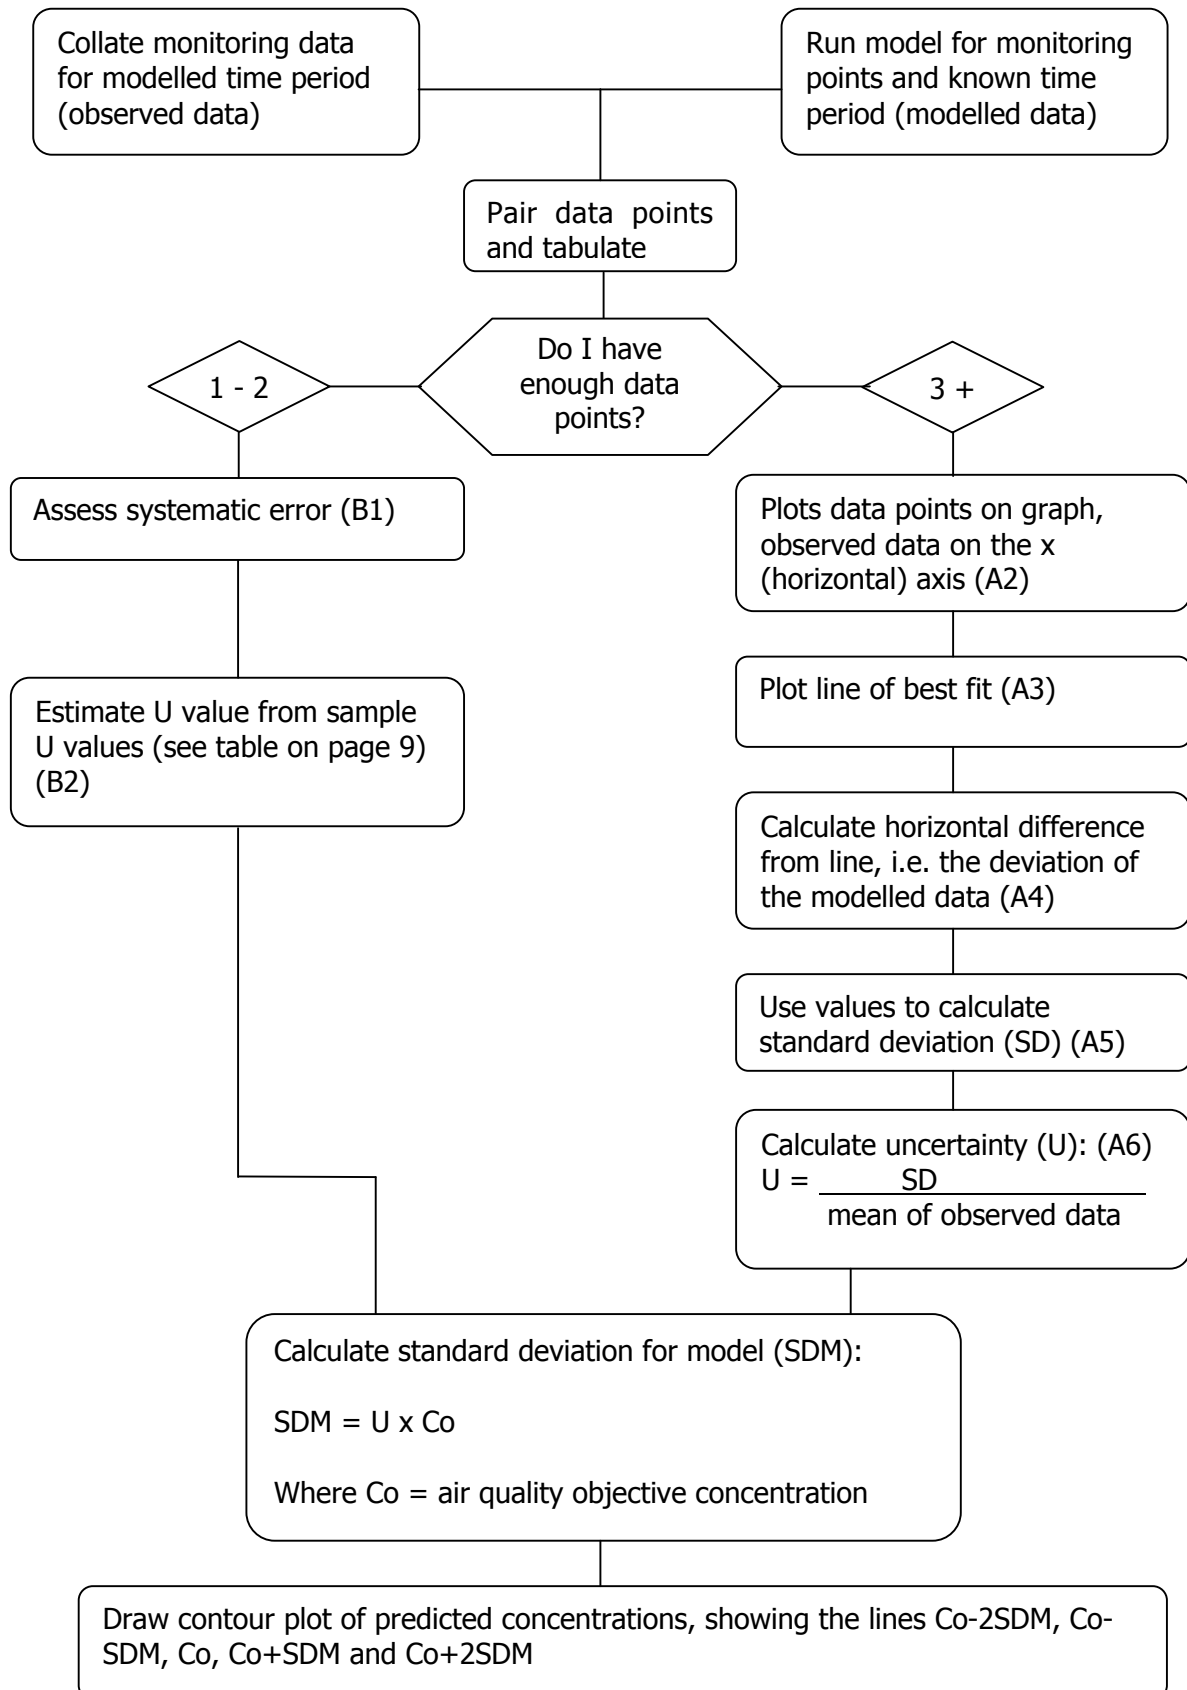 Collate monitoring data
for modelled time period
(observed data)
Run model for monitoring
points and known time
period (modelled data)
Pair data points
and tabulate
Do I have
enough data
points?
1 - 2
3 +
Assess systematic error (B1)
Estimate U value from sample
U values (see table on page 9)
(B2)
Plots data points on graph,
observed data on the x
(horizontal) axis (A2)
Plot line of best fit (A3)
Calculate horizontal difference
from line, i.e. the deviation of
the modelled data (A4)
Use values to calculate
standard deviation (SD) (A5)
Calculate uncertainty (U): (A6)
U = SD
mean of observed data
Calculate standard deviation for model (SDM):
SDM = U x Co
Where Co = air quality objective concentration
Draw contour plot of predicted concentrations, showing the lines Co-2SDM, Co-
SDM, Co, Co+SDM and Co+2SDM